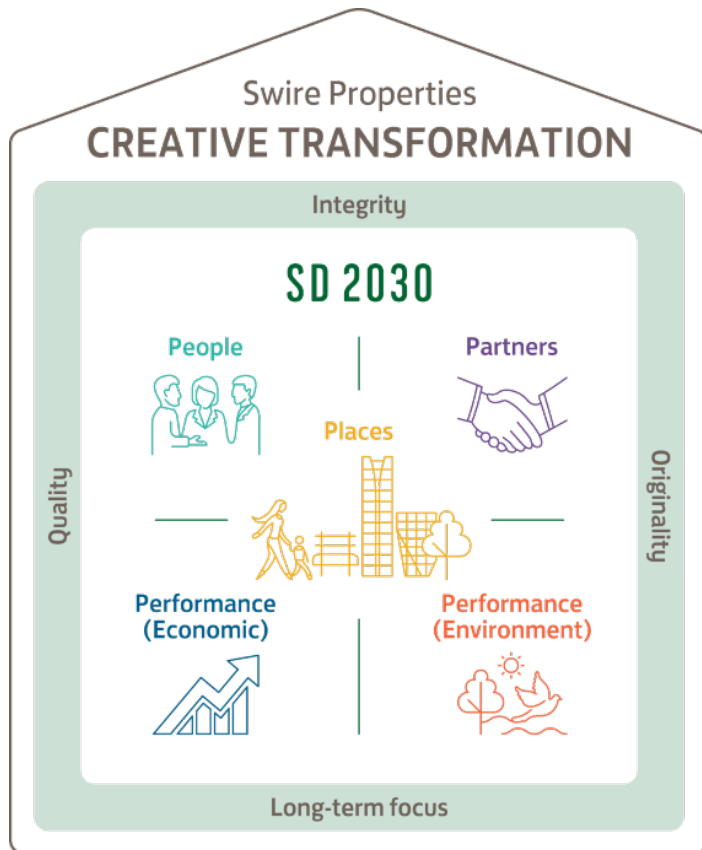 Swire Properties
CREATIVE TRANSFORMATION
Integrity
SD 2030
People
Partners
Places
Quality
Originality
Performance
(Economic)
Performance
(Environment)
Long-term focus